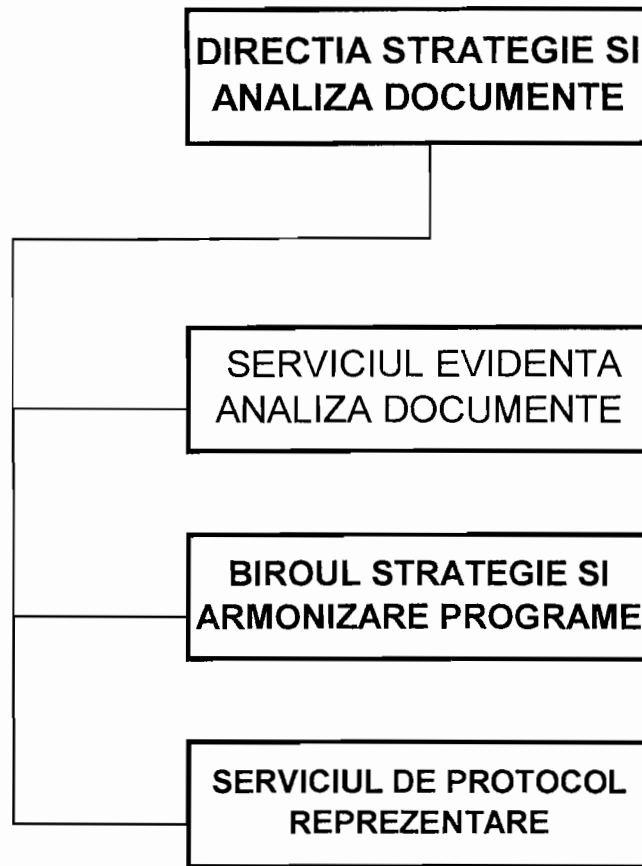 DIRECTIA STRATEGIE SI
ANALIZA DOCUMENTE
SERVICIUL EVIDENTA
ANALIZA DOCUMENTE
BIROUL STRATEGIE SI
ARMONIZARE PROGRAME
SERVICIUL DE PROTOCOL
REPREZENTARE